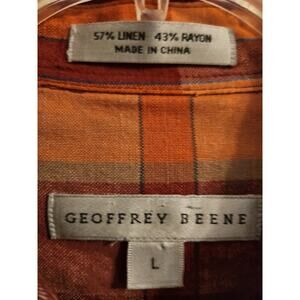 57% LINEN 43% RAYON
MADE IN CHINA
GEOFFREY BEENE
L